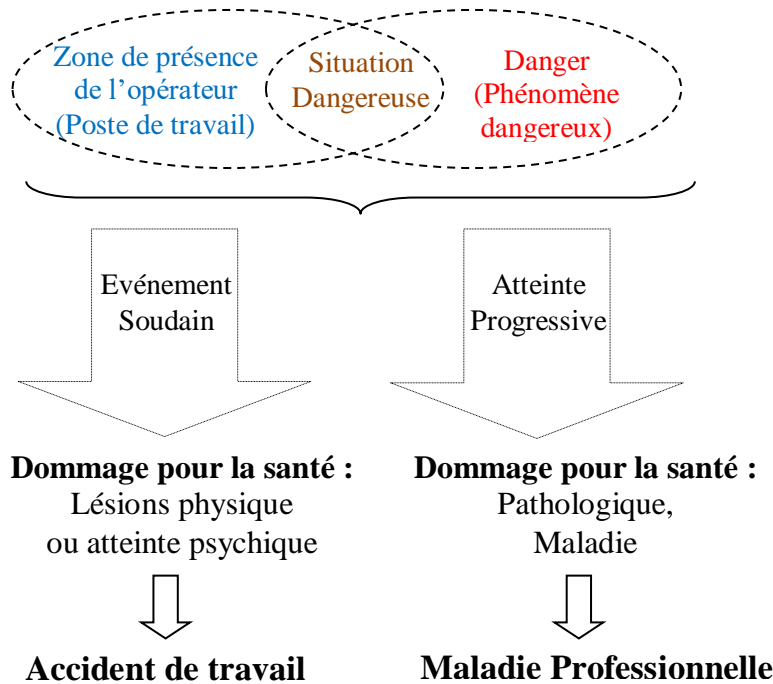 Zone de présence
de l’opérateur
(Poste de travail)
Situation
Dangereuse
Danger
(Phénomène
dangereux)
Evénement
Soudain
Atteinte
Progressive
Dommage pour la santé :
Lésions physique
ou atteinte psychique
Dommage pour la santé :
Pathologique,
Maladie
Accident de travail
Maladie Professionnelle